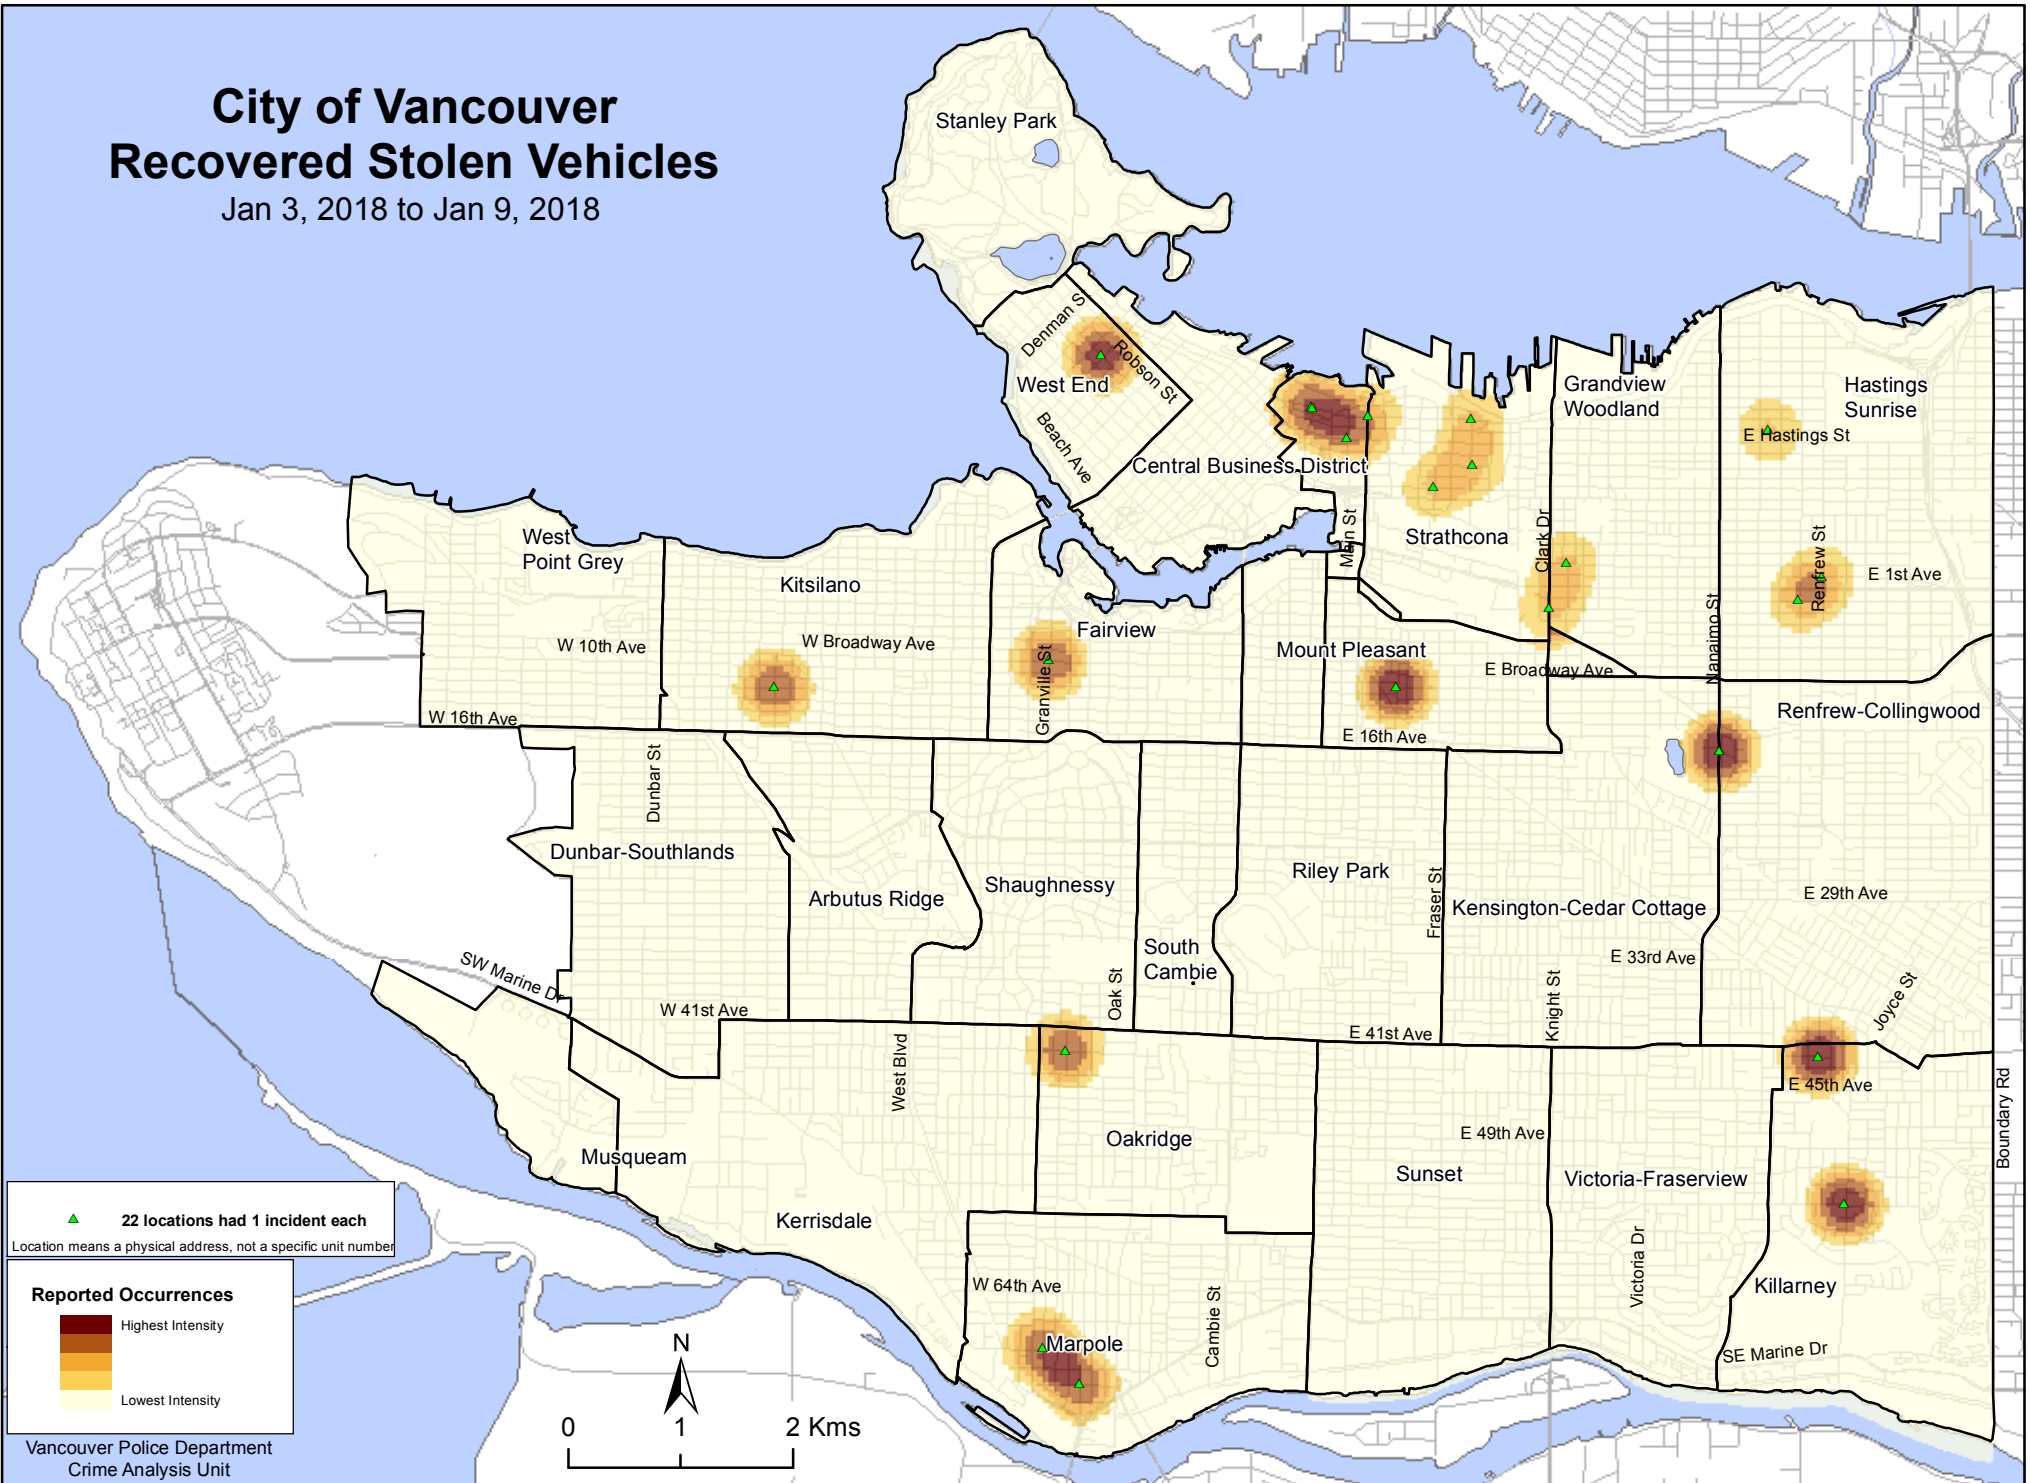 City of Vancouver
Recovered Stolen Vehicles
Jan 3, 2018 to Jan 9, 2018
Stanley Park
Denman S
Robson St
West End
Beach Ave
Central Business District
Grandview
Woodland
Hastings
Sunrise
E Hastings St
Main St
Strathcona
Clark Dr
Renfrew St
E 1st Ave
Nanaimo St
West
Point Grey
Kitsilano
W 10th Ave
W Broadway Ave
Fairview
Granville St
Mount Pleasant
E Broadway Ave
W 16th Ave
E 16th Ave
Renfrew-Collingwood
Dunbar St
Dunbar-Southlands
Arbutus Ridge
Shaughnessy
Riley Park
Fraser St
Kensington-Cedar Cottage
E 29th Ave
South
Cambie
E 33rd Ave
SW Marine Dr
W 41st Ave
Oak St
Knight St
Joyce St
E 41st Ave
West Blvd
E 45th Ave
Boundary Rd
Musqueam
Oakridge
E 49th Ave
Sunset
Victoria-Fraserview
Kerrisdale
Victoria Dr
Killarney
W 64th Ave
Cambie St
Marpole
SE Marine Dr
22 locations had 1 incident each
Location means a physical address, not a specific unit number
Reported Occurrences
Highest Intensity
Lowest Intensity
N
0 1 2 Kms
Vancouver Police Department
Crime Analysis Unit